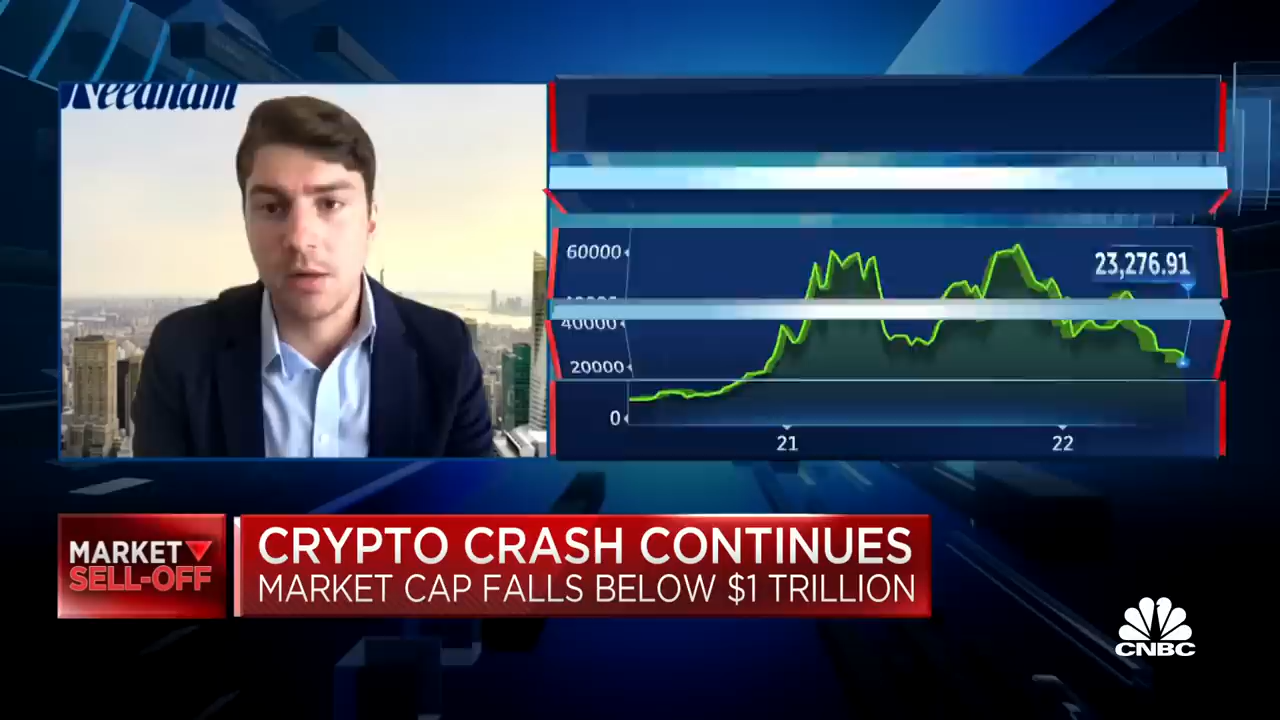 Needham
60000
23,276.91
40000
20000
0
21
22
MARKET
SELL-OFF
CRYPTO CRASH CONTINUES
MARKET CAP FALLS BELOW $1 TRILLION
CNBC